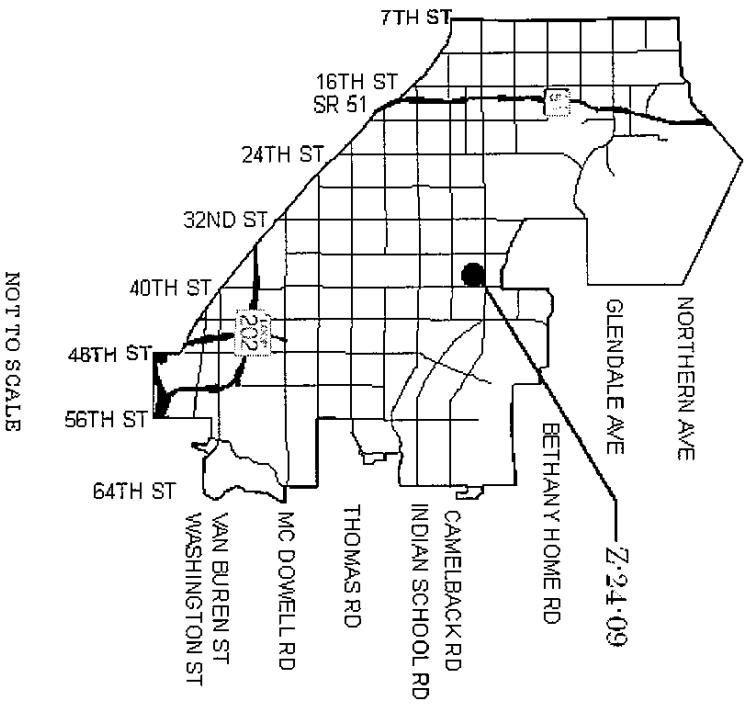 7TH ST
16TH ST
SR 51
24TH ST
32ND ST
40TH ST
48TH ST
56TH ST
64TH ST
51
202
NORTHERN AVE
GLENDALE AVE
BETHANY HOME RD
CAMELBACK RD
INDIAN SCHOOL RD
THOMAS RD
MC DOWELL RD
VAN BUREN ST
WASHINGTON ST
Z-24-09
NOT TO SCALE